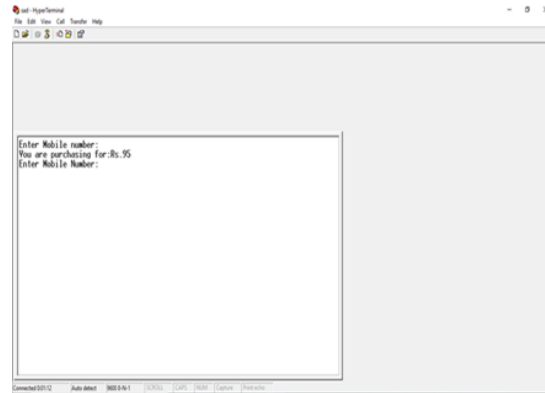 sad - HyperTerminal
File Edit View Call Transfer Help
Enter Mobile number:
You are purchasing for:Rs.95
Enter Mobile Number:
Connected 0:01:12 Auto detect 9600 8-N-1 SCROLL CAPS NUM Capture Print echo